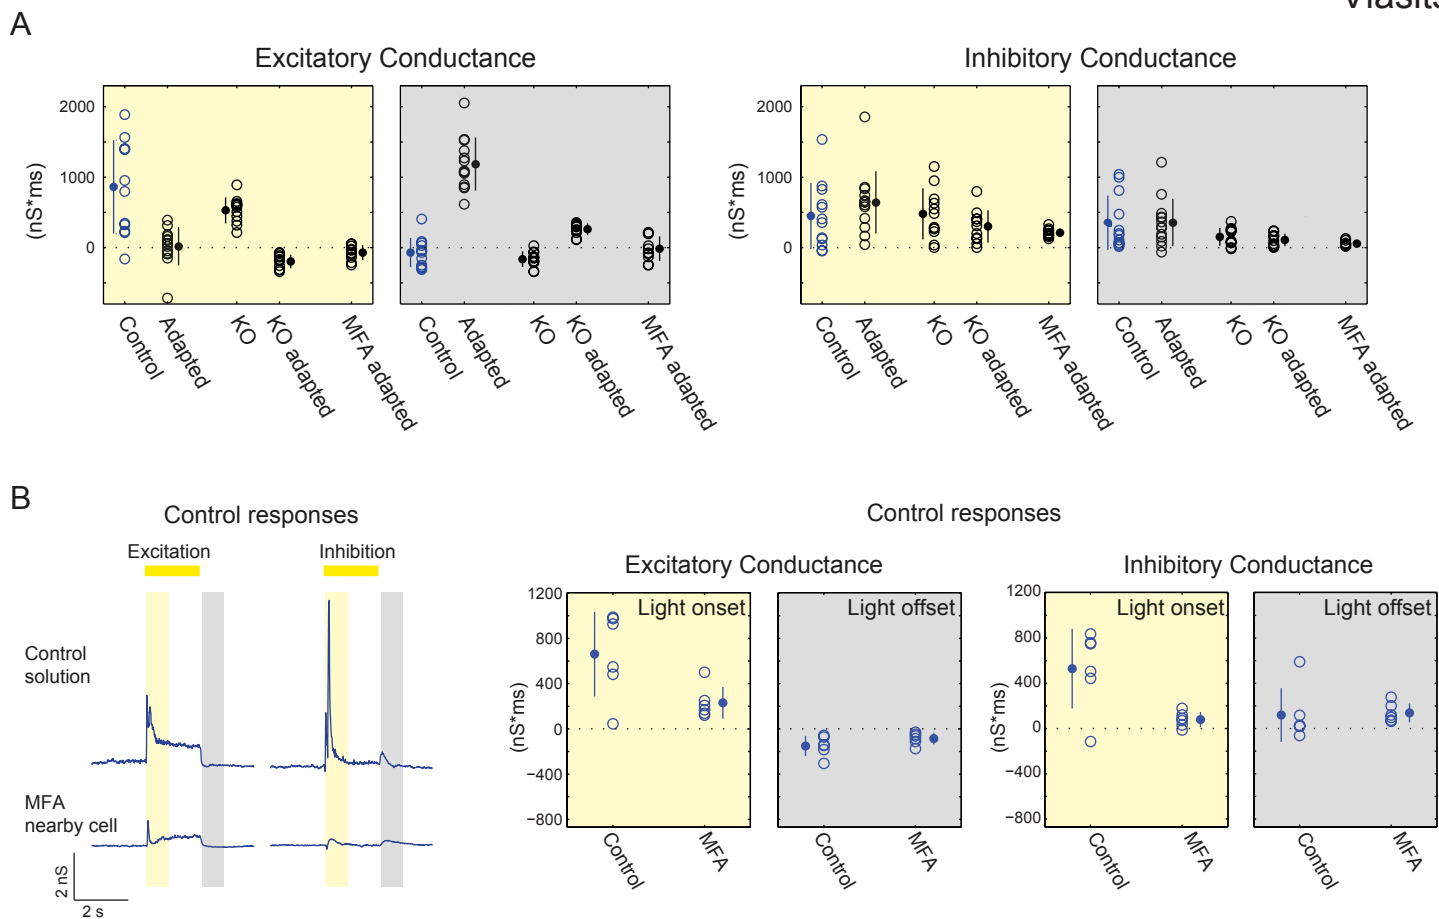 A
Excitatory Conductance
Inhibitory Conductance
2000
1000
0
(nS*ms)
Control
Adapted
KO
KO adapted
MFA adapted
Control
Adapted
KO
KO adapted
MFA adapted
2000
1000
0
(nS*ms)
Control
Adapted
KO
KO adapted
MFA adapted
Control
Adapted
KO
KO adapted
MFA adapted
B
Control responses
Excitation
Inhibition
Control
solution
MFA
nearby cell
2 nS
2 s
Control responses
Excitatory Conductance
Inhibitory Conductance
1200
800
400
0
−400
−800
(nS*ms)
Light onset
Light offset
Control
MFA
Control
MFA
1200
800
400
0
−400
−800
(nS*ms)
Light onset
Light offset
Control
MFA
Control
MFA